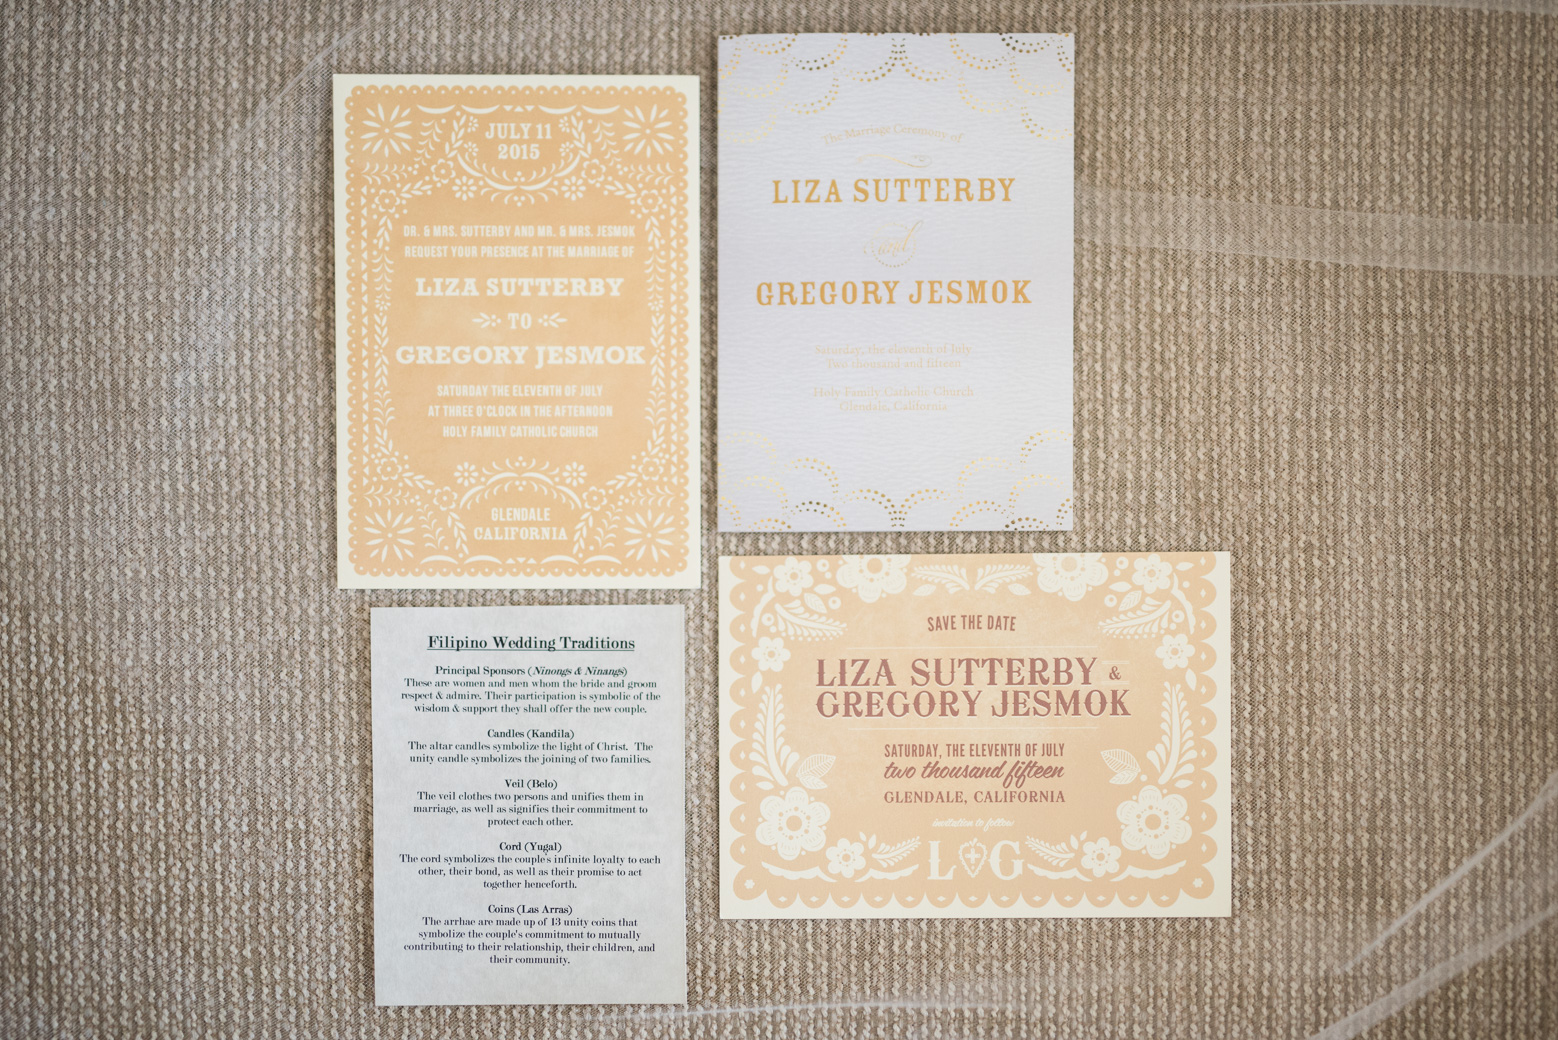 JULY 11
2015
DR. & MRS. SUTTERBY AND MR. & MRS. JESMOK
REQUEST YOUR PRESENCE AT THE MARRIAGE OF
LIZA SUTTERBY
TO
GREGORY JESMOK
SATURDAY THE ELEVENTH OF JULY
AT THREE O'CLOCK IN THE AFTERNOON
HOLY FAMILY CATHOLIC CHURCH
GLENDALE
CALIFORNIA
The Marriage Ceremony of
LIZA SUTTERBY
and
GREGORY JESMOK
Saturday, the eleventh of July
Two thousand and fifteen
Holy Family Catholic Church
Glendale, California
Filipino Wedding Traditions
Principal Sponsors (Ninongs & Ninangs)
These are women and men whom the bride and groom
respect & admire. Their participation is symbolic of the
wisdom & support they shall offer the new couple.
Candles (Kandila)
The altar candles symbolize the light of Christ. The
unity candle symbolizes the joining of two families.
Veil (Belo)
The veil clothes two persons and unifies them in
marriage, as well as signifies their commitment to
protect each other.
Cord (Yugal)
The cord symbolizes the couple's infinite loyalty to each
other, their bond, as well as their promise to act
together henceforth.
Coins (Las Arras)
The arrhae are made up of 13 unity coins that
symbolize the couple's commitment to mutually
contributing to their relationship, their children, and
their community.
SAVE THE DATE
LIZA SUTTERBY &
GREGORY JESMOK
SATURDAY, THE ELEVENTH OF JULY
two thousand fifteen
GLENDALE, CALIFORNIA
invitation to follow
L G